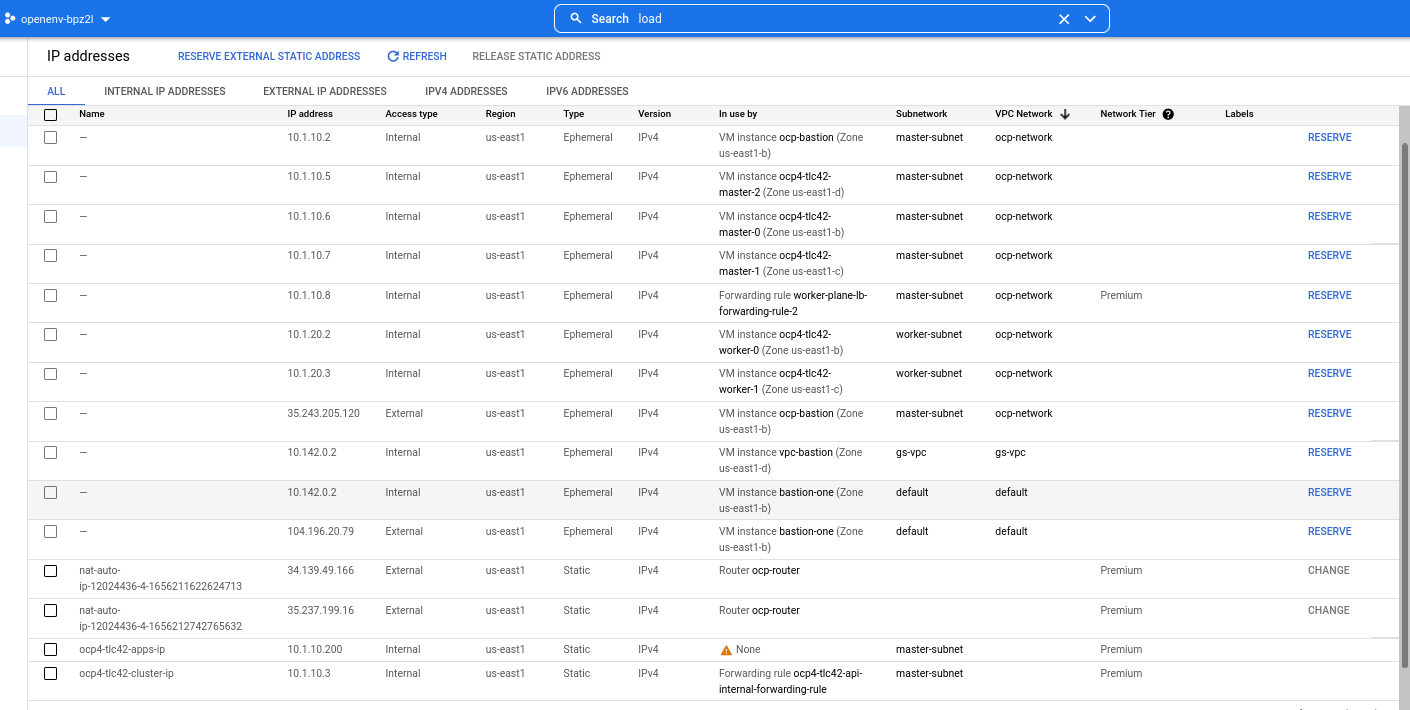 openenv-bpz2l
Search load
IP addresses RESERVE EXTERNAL STATIC ADDRESS REFRESH RELEASE STATIC ADDRESS
ALL INTERNAL IP ADDRESSES EXTERNAL IP ADDRESSES IPV4 ADDRESSES IPV6 ADDRESSES
Name IP address Access type Region Type Version In use by Subnetwork VPC Network Network Tier ? Labels
— 10.1.10.2 Internal us-east1 Ephemeral IPv4 VM instance ocp-bastion (Zone master-subnet ocp-network RESERVE
us-east1-b)
— 10.1.10.5 Internal us-east1 Ephemeral IPv4 VM instance ocp4-tlc42- master-subnet ocp-network RESERVE
master-2 (Zone us-east1-d)
— 10.1.10.6 Internal us-east1 Ephemeral IPv4 VM instance ocp4-tlc42- master-subnet ocp-network RESERVE
master-0 (Zone us-east1-b)
— 10.1.10.7 Internal us-east1 Ephemeral IPv4 VM instance ocp4-tlc42- master-subnet ocp-network RESERVE
master-1 (Zone us-east1-c)
— 10.1.10.8 Internal us-east1 Ephemeral IPv4 Forwarding rule worker-plane-lb- master-subnet ocp-network Premium RESERVE
forwarding-rule-2
— 10.1.20.2 Internal us-east1 Ephemeral IPv4 VM instance ocp4-tlc42- worker-subnet ocp-network RESERVE
worker-0 (Zone us-east1-b)
— 10.1.20.3 Internal us-east1 Ephemeral IPv4 VM instance ocp4-tlc42- worker-subnet ocp-network RESERVE
worker-1 (Zone us-east1-c)
— 35.243.205.120 External us-east1 Ephemeral IPv4 VM instance ocp-bastion (Zone master-subnet ocp-network RESERVE
us-east1-b)
— 10.142.0.2 Internal us-east1 Ephemeral IPv4 VM instance vpc-bastion (Zone gs-vpc gs-vpc RESERVE
us-east1-d)
— 10.142.0.2 Internal us-east1 Ephemeral IPv4 VM instance bastion-one (Zone default default RESERVE
us-east1-b)
— 104.196.20.79 External us-east1 Ephemeral IPv4 VM instance bastion-one (Zone default default RESERVE
us-east1-b)
nat-auto- 34.139.49.166 External us-east1 Static IPv4 Router ocp-router Premium CHANGE
ip-12024436-4-1656211622624713
nat-auto- 35.237.199.16 External us-east1 Static IPv4 Router ocp-router Premium CHANGE
ip-12024436-4-1656212742765632
ocp4-tlc42-apps-ip 10.1.10.200 Internal us-east1 Static IPv4 None master-subnet Premium
ocp4-tlc42-cluster-ip 10.1.10.3 Internal us-east1 Static IPv4 Forwarding rule ocp4-tlc42-api- master-subnet Premium
internal-forwarding-rule